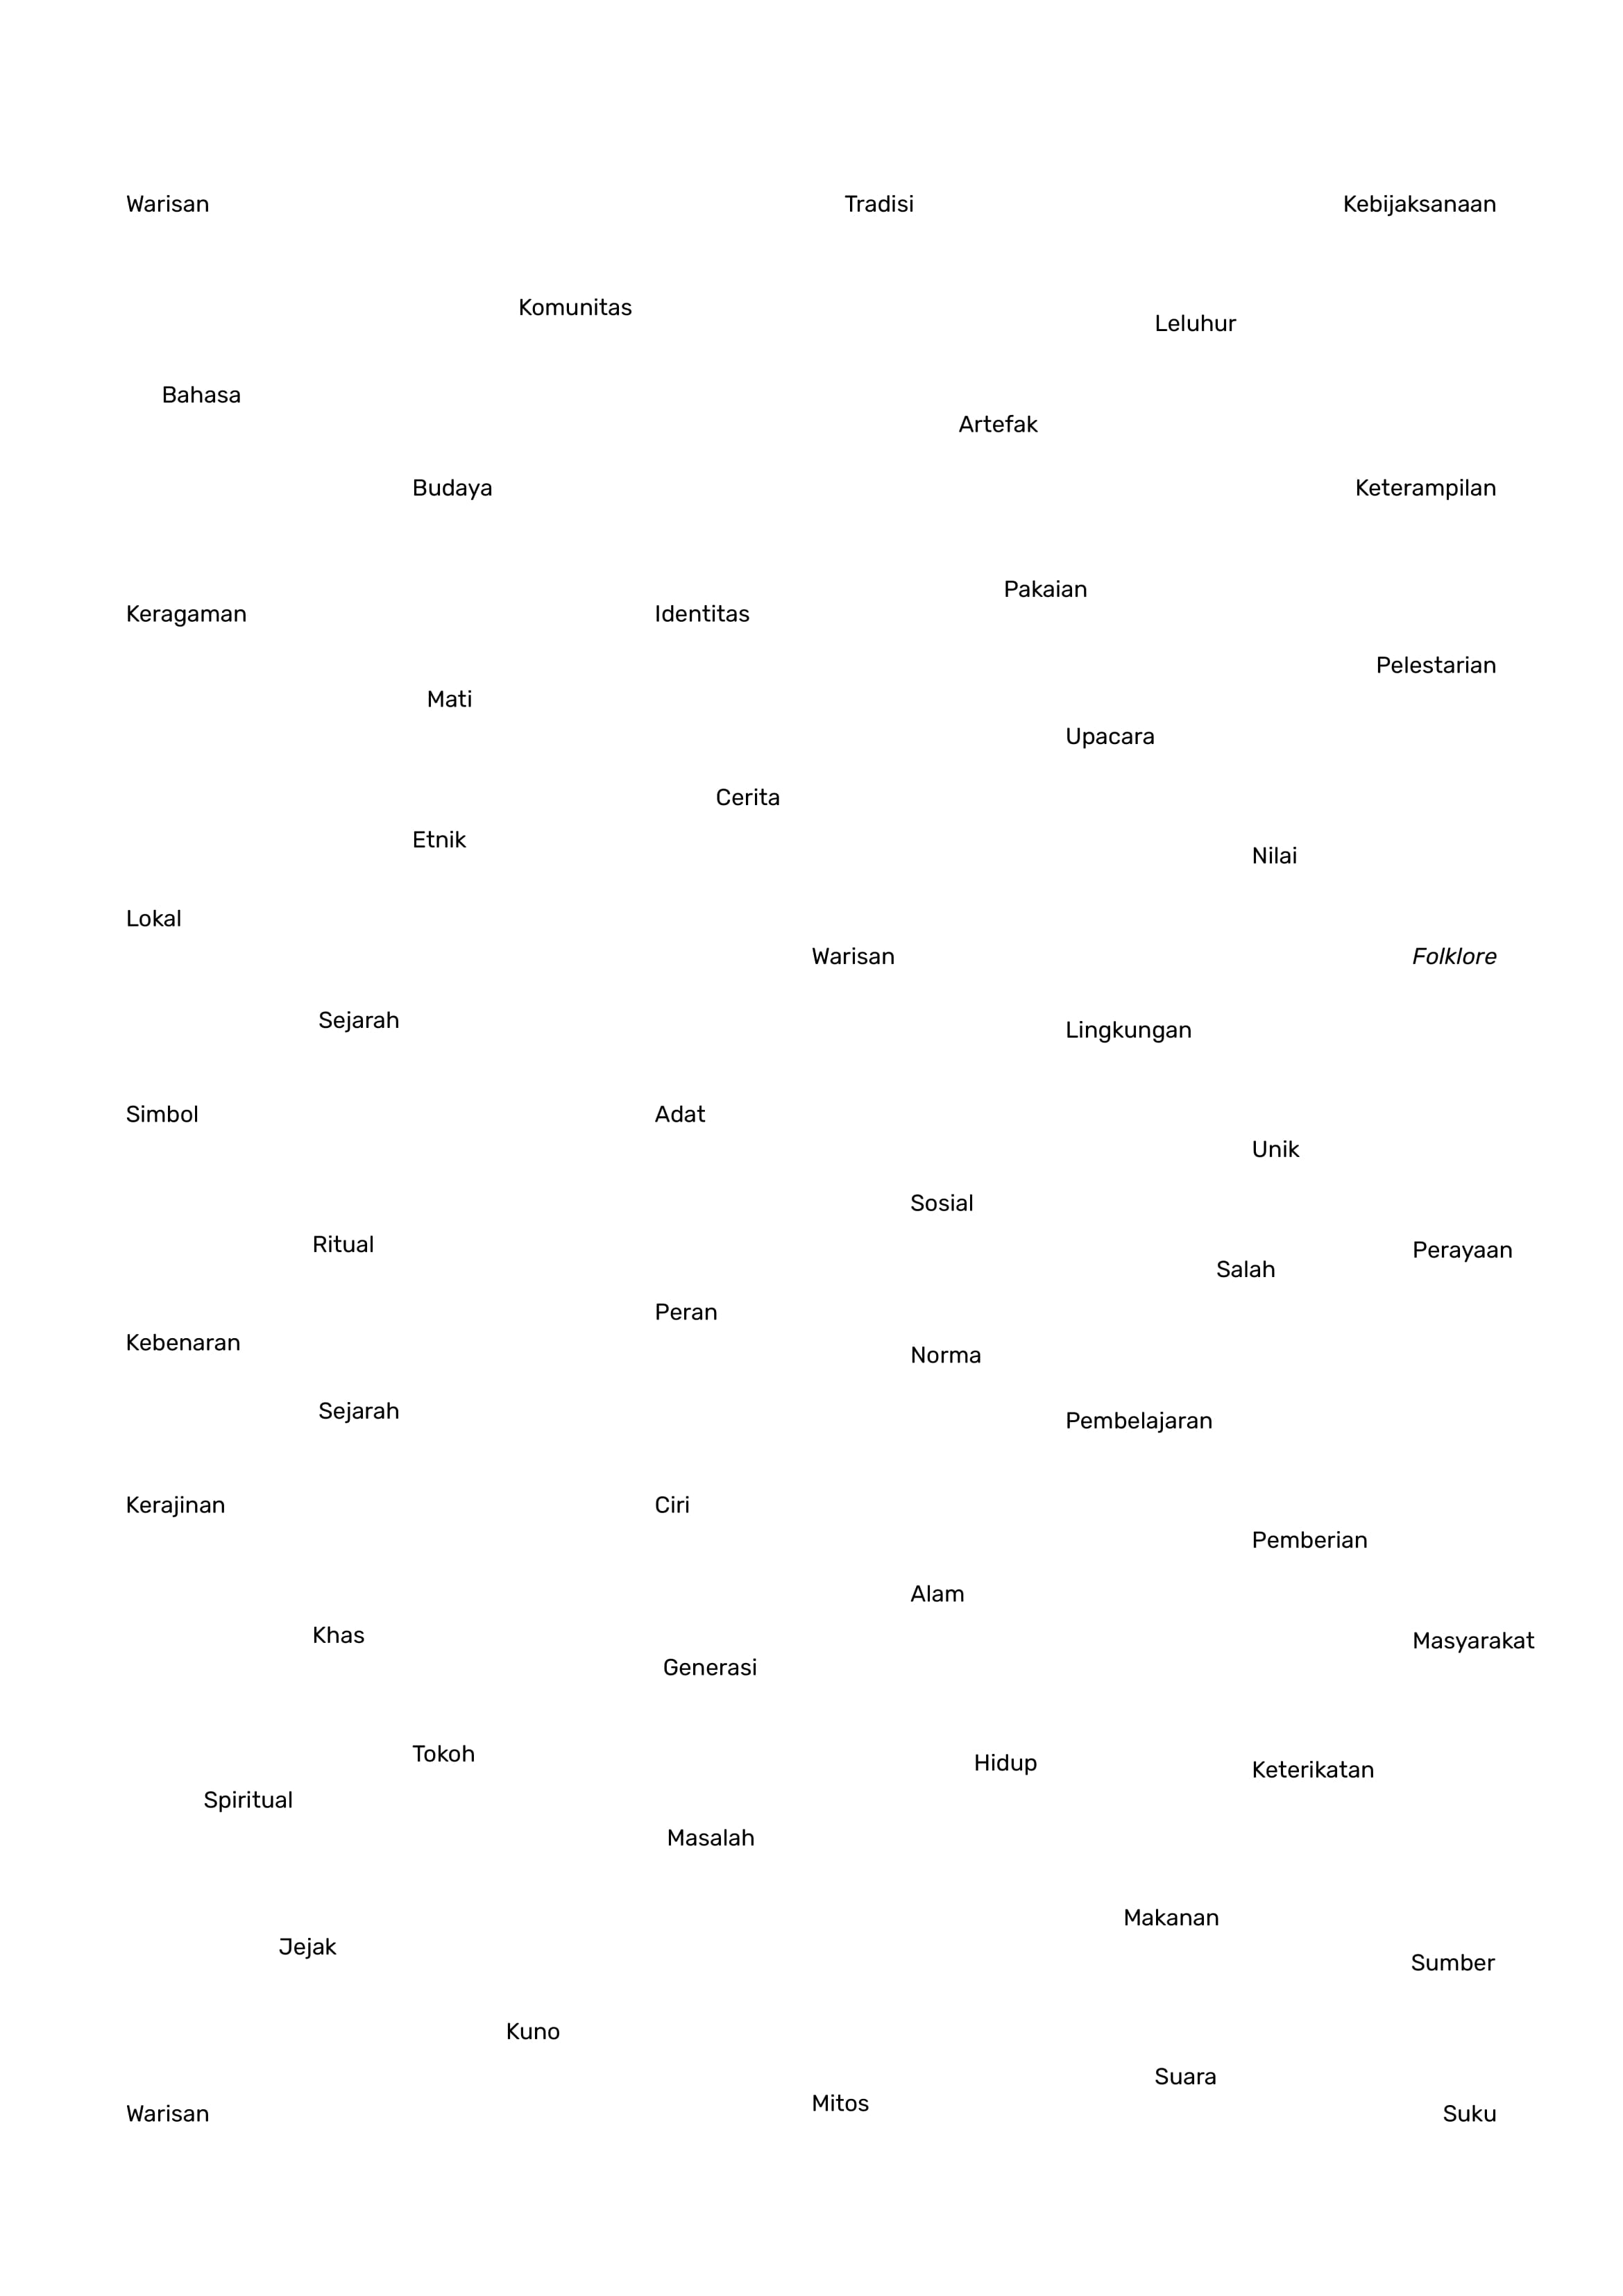 Warisan Tradisi Kebijaksanaan
Komunitas
Leluhur
Bahasa
Artefak
Budaya Keterampilan
Pakaian
Keragaman Identitas
Pelestarian
Mati
Upacara
Cerita
Etnik
Nilai
Lokal
Warisan Folklore
Sejarah
Lingkungan
Simbol Adat
Unik
Sosial
Ritual
Perayaan
Salah
Peran
Kebenaran
Norma
Sejarah
Pembelajaran
Kerajinan Ciri
Pemberian
Alam
Khas
Masyarakat
Generasi
Tokoh
Hidup
Keterikatan
Spiritual
Masalah
Makanan
Jejak
Sumber
Kuno
Suara
Mitos
Warisan Suku